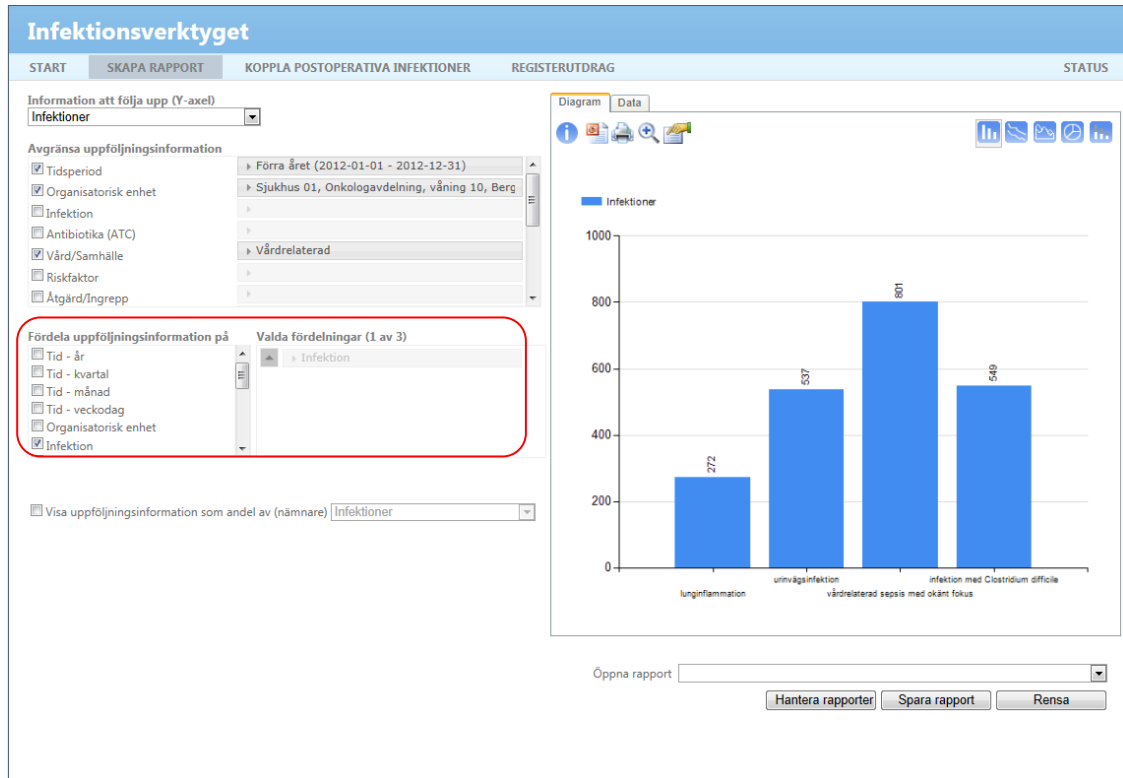 Infektionsverktyget
START SKAPA RAPPORT KOPPLA POSTOPERATIVA INFEKTIONER REGISTERUTDRAG STATUS
Information att följa upp (Y-axel)
Infektioner
Avgränsa uppföljningsinformation
Tidsperiod Förra året (2012-01-01 - 2012-12-31)
Organisatorisk enhet Sjukhus 01, Onkologavdelning, våning 10, Berg
Infektion
Antibiotika (ATC)
Vård/Samhälle Vårdrelaterad
Riskfaktor
Åtgärd/Ingrepp
Fördela uppföljningsinformation på Valda fördelningar (1 av 3)
Tid - år Infektion
Tid - kvartal
Tid - månad
Tid - veckodag
Organisatorisk enhet
Infektion
Visa uppföljningsinformation som andel av (nämnare) Infektioner
Diagram Data
Infektioner
1000
800
600
400
200
0
272
537
801
549
urinvägsinfektion infektion med Clostridium difficile
lunginflammation vårdrelaterad sepsis med okänt fokus
Öppna rapport
Hantera rapporter Spara rapport Rensa